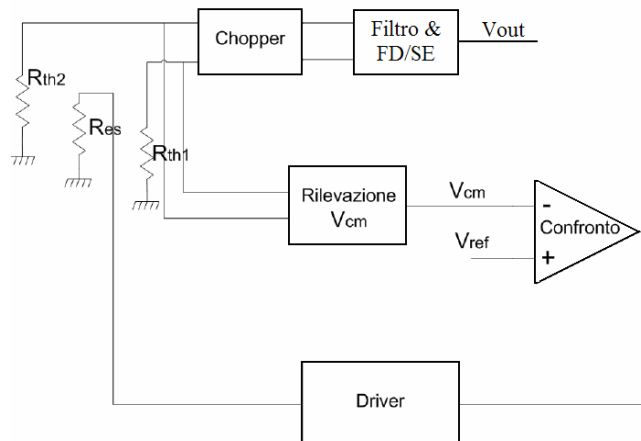 Chopper
Filtro &
FD/SE
Vout
Rth2
Res
Rth1
Rilevazione
Vcm
Vcm
Vref
-
+
Confronto
Driver